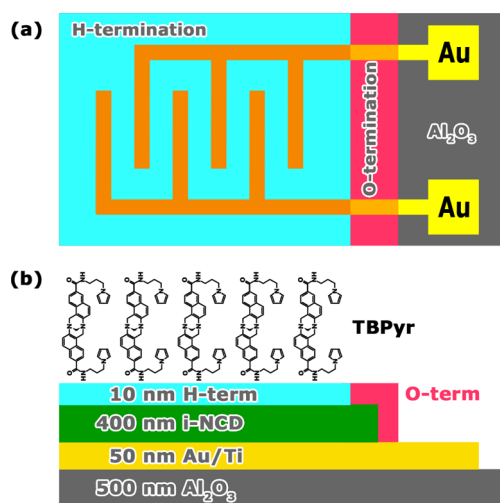 (a)
H-termination
Au
O-termination
Al₂O₃
Au
(b)
TBPyr
10 nm H-term
O-term
400 nm i-NCD
50 nm Au/Ti
500 nm Al₂O₃